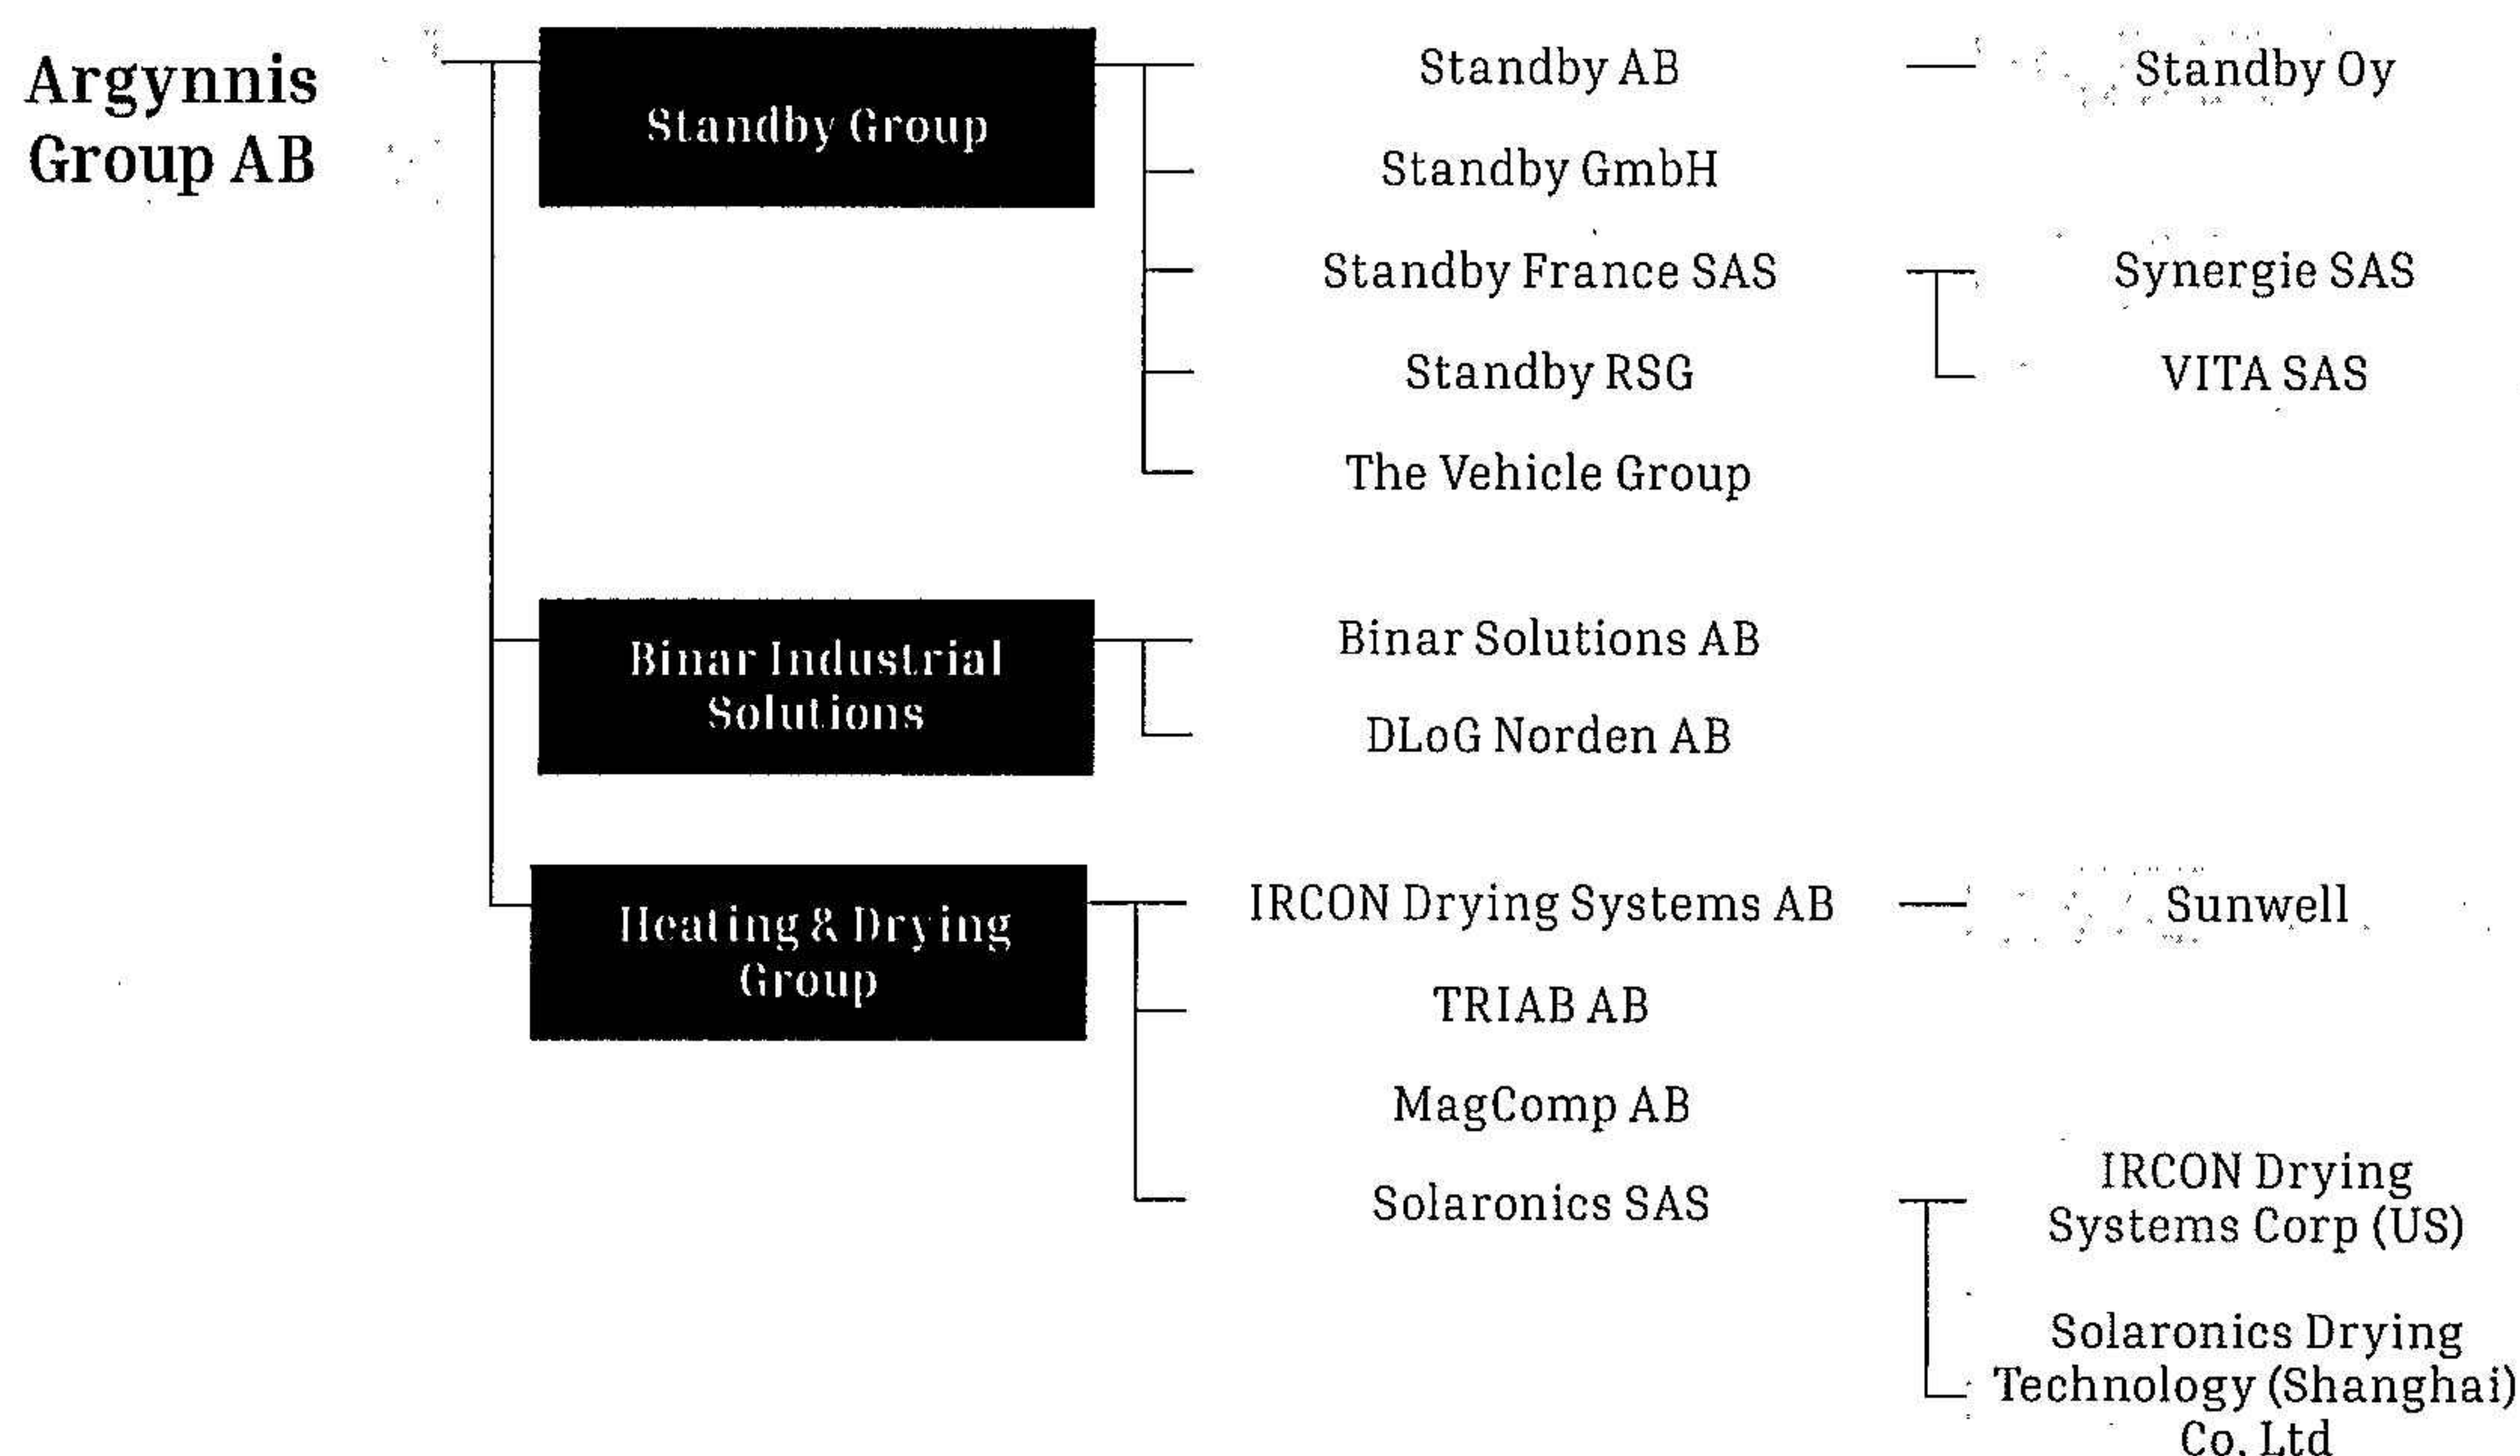 Argynnis
Group AB
Standby Group
Standby AB
Standby Oy
Standby GmbH
Standby France SAS
Synergie SAS
Standby RSG
VITA SAS
The Vehicle Group
Binar Industrial
Solutions
Binar Solutions AB
DLoG Norden AB
Heating & Drying
Group
IRCON Drying Systems AB
Sunwell
TRIAB AB
MagComp AB
Solaronics SAS
IRCON Drying
Systems Corp (US)
Solaronics Drying
Technology (Shanghai)
Co, Ltd